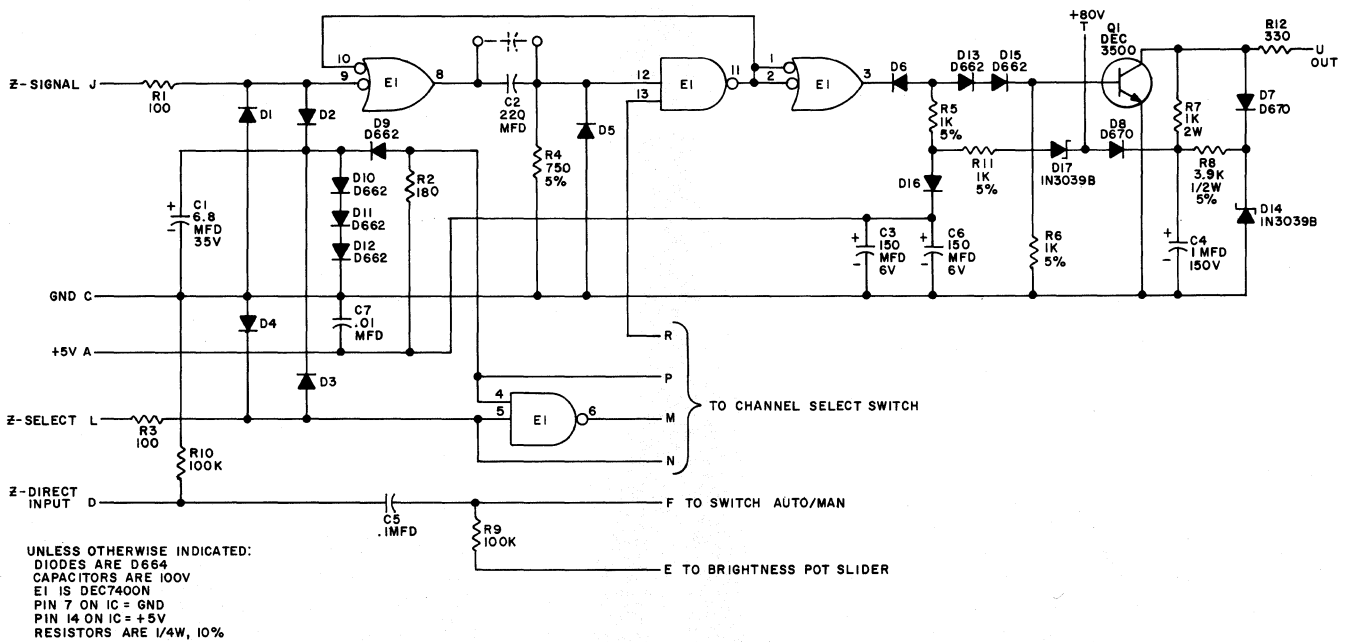 +80V
Q1
DEC
3500
R12
330
U
OUT
10
9
E1
8
C2
220
MFD
12
13
E1
11
1
2
E1
3
D6
D13
D662
D15
D662
Z-SIGNAL J
R1
100
D1
D2
D9
D662
R4
750
5%
D5
R5
1K
5%
R7
1K
2W
D7
D670
D8
D670
R11
1K
5%
D17
1N3039B
R8
3.9K
1/2W
5%
D14
1N3039B
C1
6.8
MFD
35V
+
-
D10
D662
D11
D662
D12
D662
R2
180
D16
+
C3
150
MFD
6V
-
+
C6
150
MFD
6V
-
R6
1K
5%
+
C4
1 MFD
150V
-
GND C
D4
C7
.01
MFD
+5V A
D3
R
P
M
N
TO CHANNEL SELECT SWITCH
4
5
E1
6
Z-SELECT L
R3
100
R10
100K
Z-DIRECT
INPUT D
C5
.1MFD
R9
100K
F TO SWITCH AUTO/MAN
E TO BRIGHTNESS POT SLIDER
UNLESS OTHERWISE INDICATED:
DIODES ARE D664
CAPACITORS ARE 100V
E1 IS DEC7400N
PIN 7 ON IC = GND
PIN 14 ON IC = +5V
RESISTORS ARE 1/4W, 10%